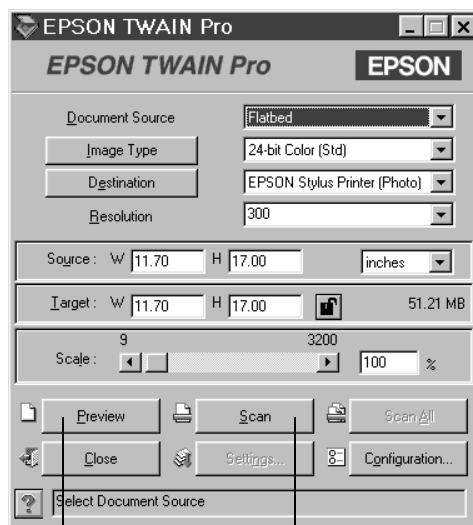 EPSON TWAIN Pro
EPSON TWAIN Pro EPSON
Document Source Flatbed
Image Type 24-bit Color (Std)
Destination EPSON Stylus Printer (Photo)
Resolution 300
Source: W 11.70 H 17.00 inches
Target: W 11.70 H 17.00 51.21 MB
9 3200
Scale: 100 %
Preview Scan Scan All
Close Settings... Configuration...
? Select Document Source